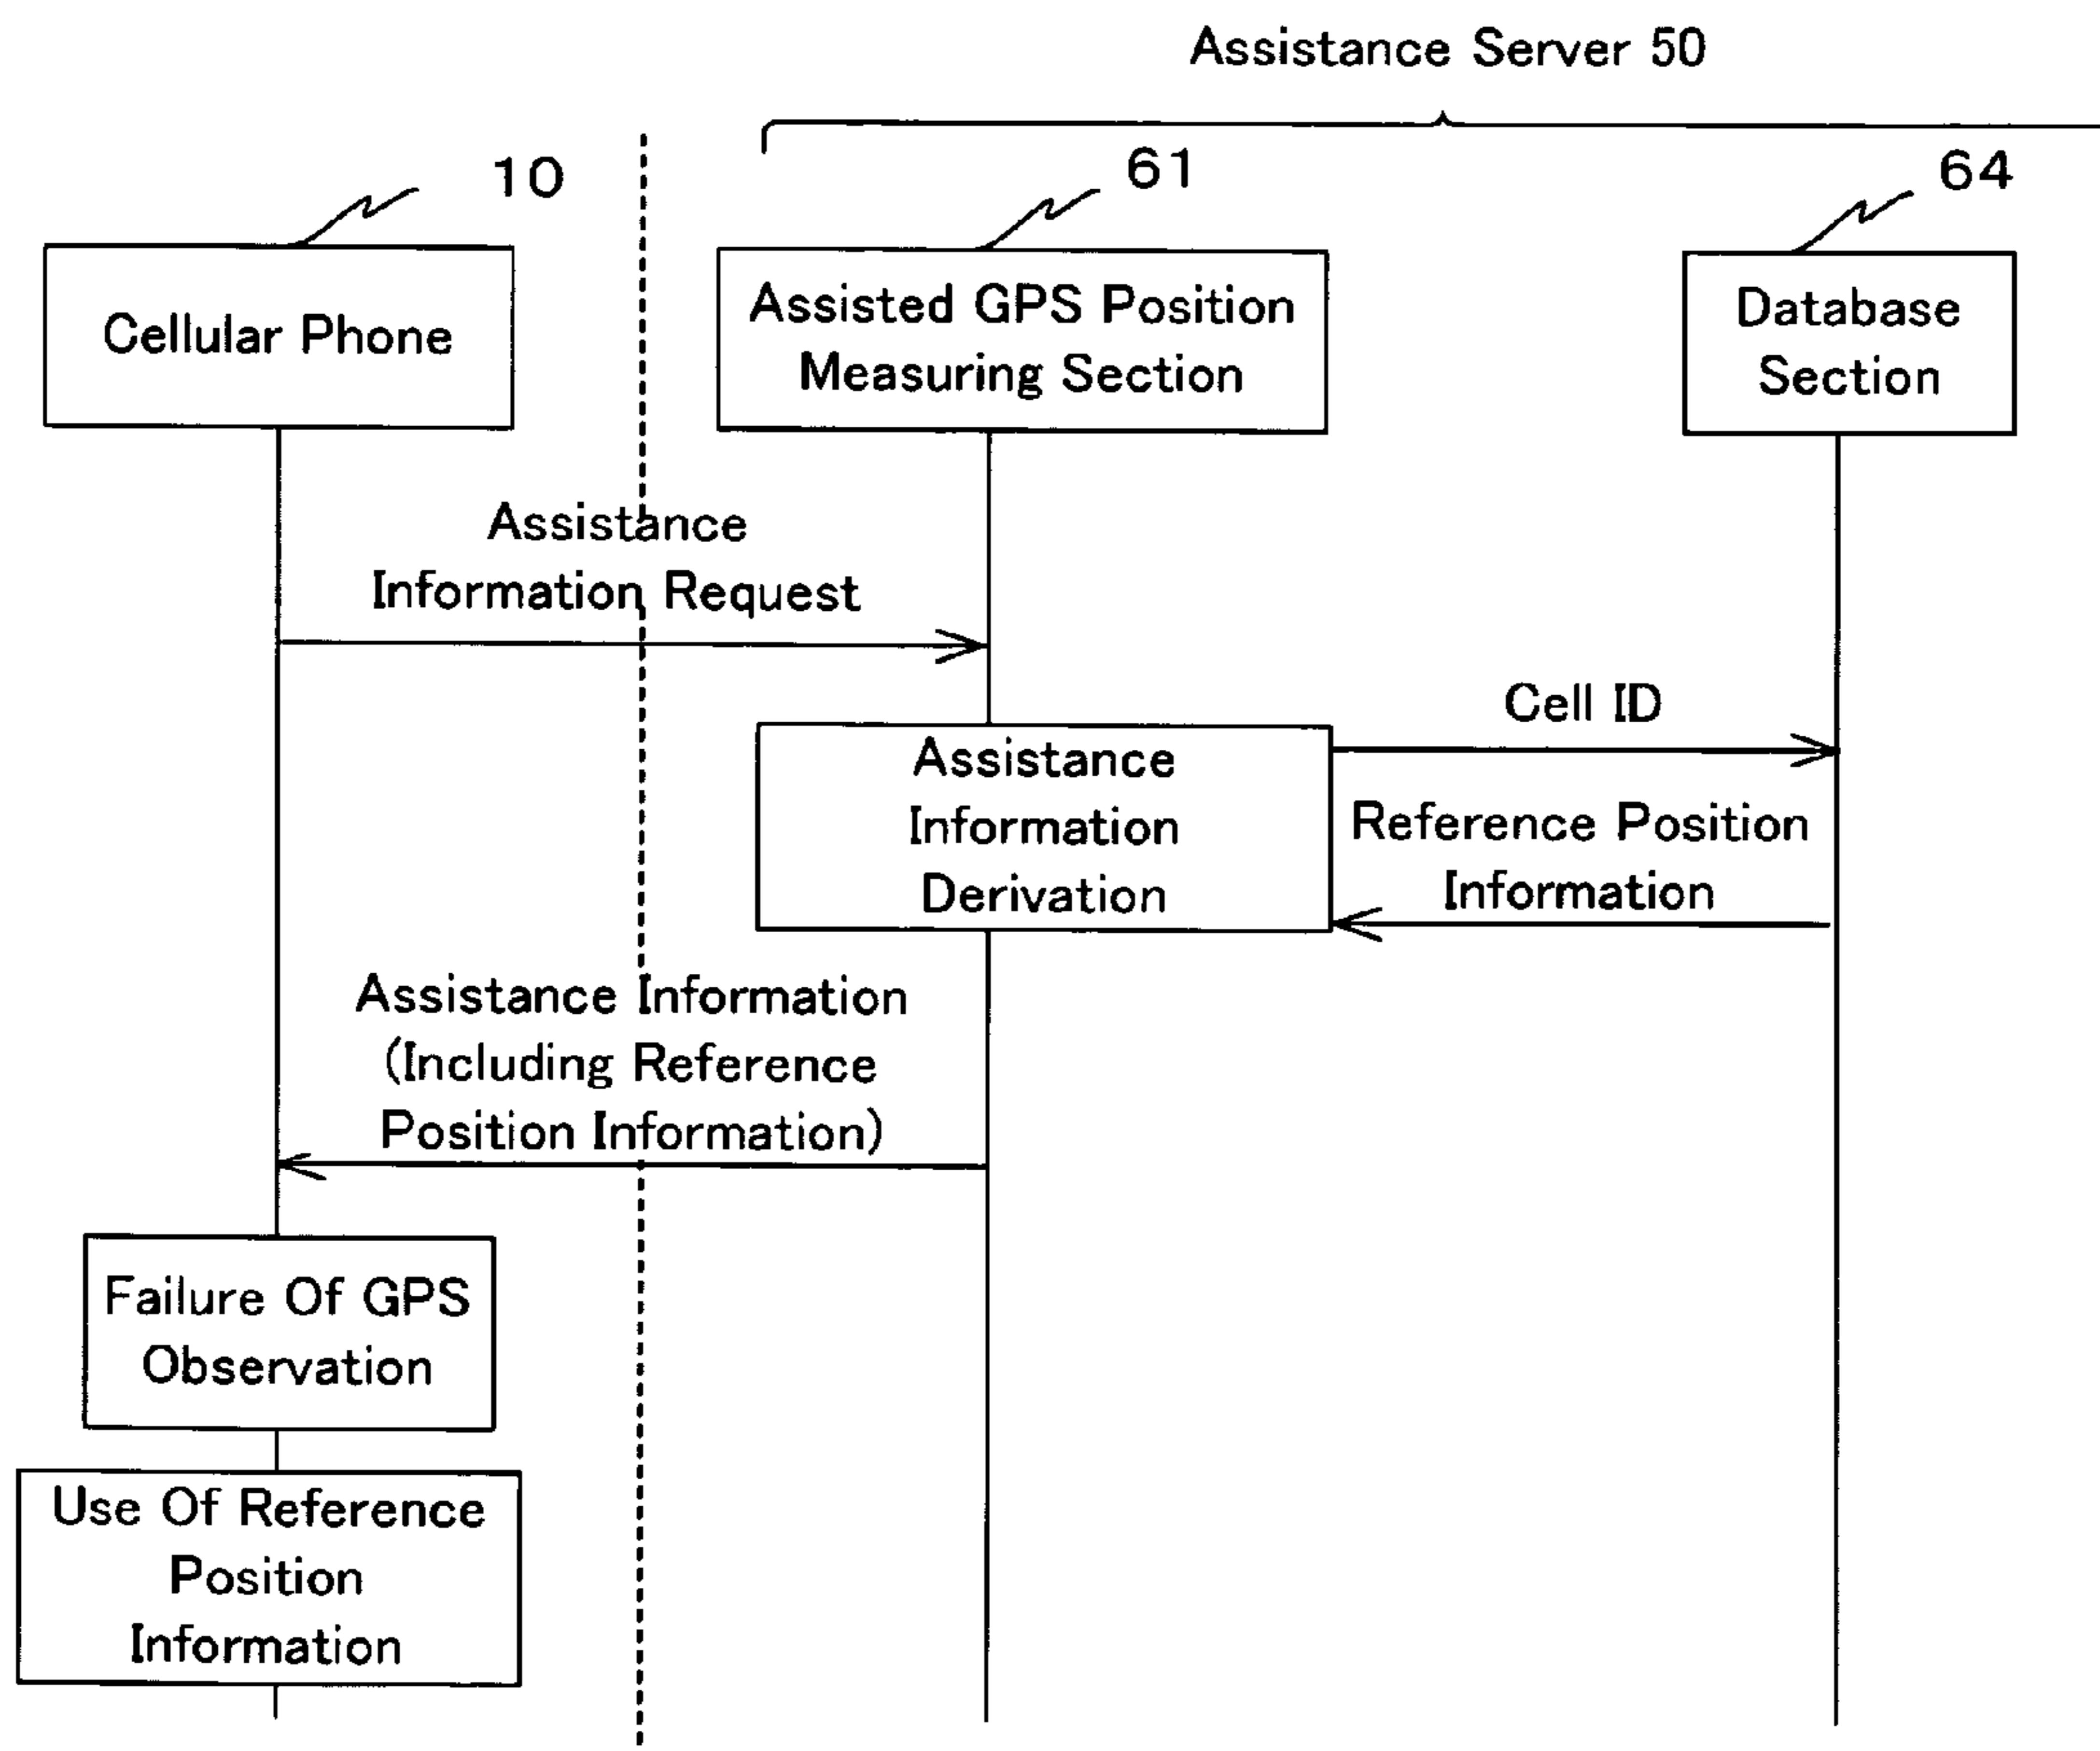 Assistance Server 50
10
61
64
Cellular Phone
Assisted GPS Position
Measuring Section
Database
Section
Assistance
Information Request
Cell ID
Assistance
Information
Derivation
Reference Position
Information
Assistance Information
(Including Reference
Position Information)
Failure Of GPS
Observation
Use Of Reference
Position
Information